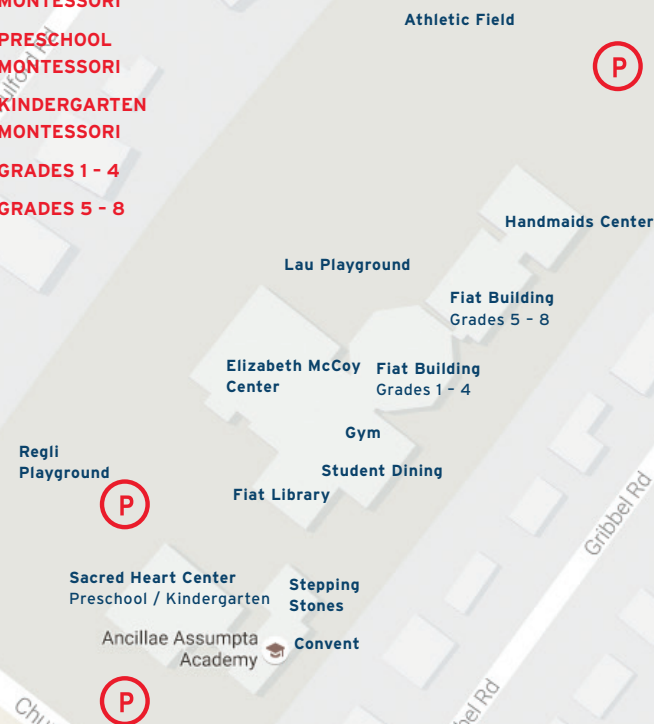 MONTESSORI
PRESCHOOL
MONTESSORI
KINDERGARTEN
MONTESSORI
GRADES 1 – 4
GRADES 5 – 8
Athletic Field
P
Handmaids Center
Lau Playground
Fiat Building
Grades 5 – 8
Elizabeth McCoy
Center
Fiat Building
Grades 1 – 4
Gym
Student Dining
Fiat Library
Regli
Playground
P
Gribbel Rd
Sacred Heart Center
Preschool / Kindergarten
Stepping
Stones
Ancillae Assumpta
Academy
Convent
P
bel Rd